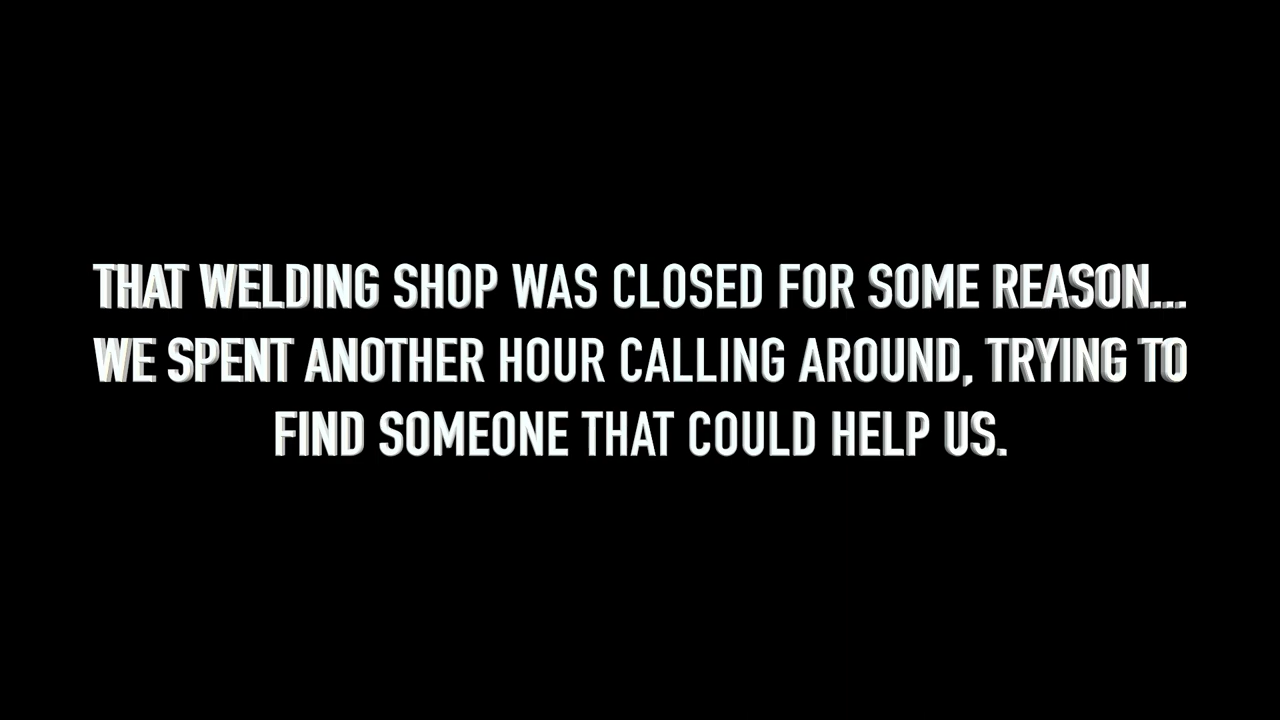 THAT WELDING SHOP WAS CLOSED FOR SOME REASON...
WE SPENT ANOTHER HOUR CALLING AROUND, TRYING TO
FIND SOMEONE THAT COULD HELP US.